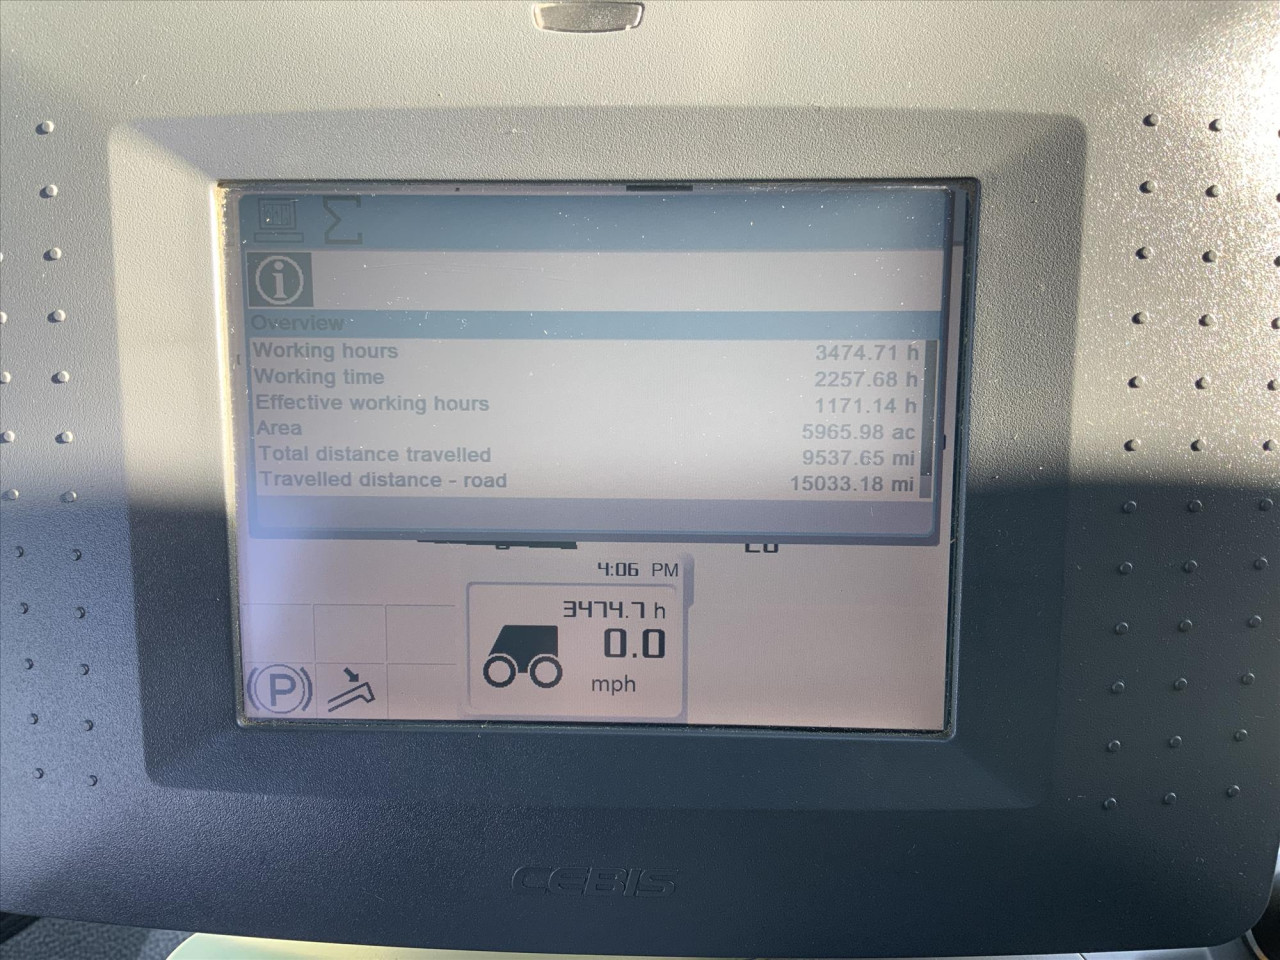 Overview
Working hours 3474.71 h
Working time 2257.68 h
Effective working hours 1171.14 h
Area 5965.98 ac
Total distance travelled 9537.65 mi
Travelled distance - road 15033.18 mi
4:06 PM
3474.7 h
0.0
mph
P
CEBIS